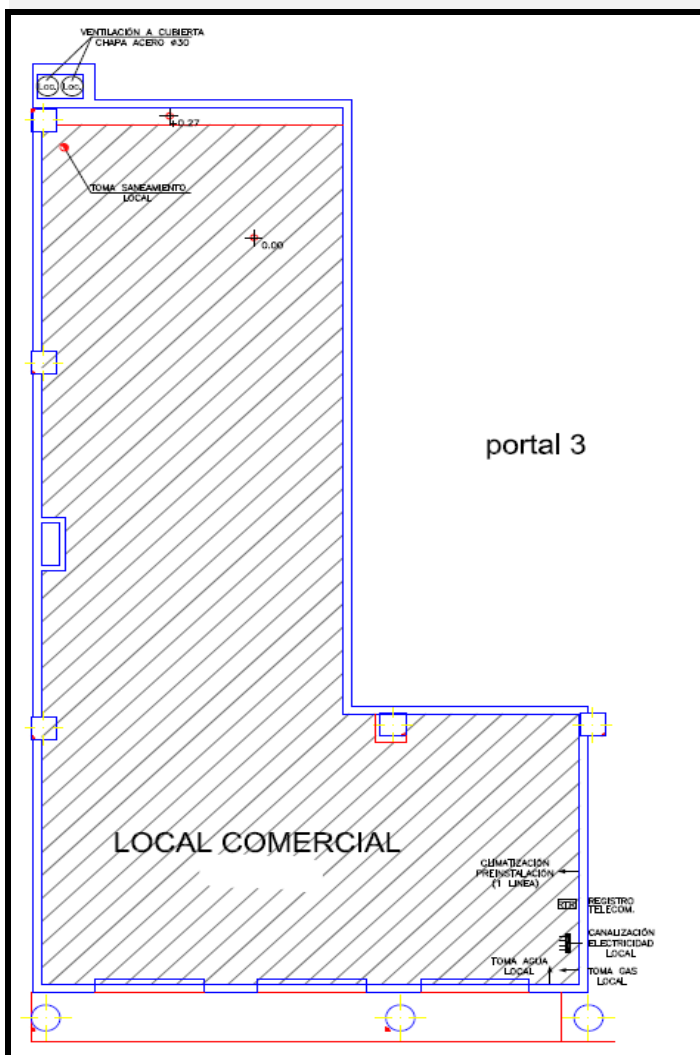 VENTILACIÓN A CUBIERTA
CHAPA ACERO ø30
LOC. LOC.
+0.27
TOMA SANEAMIENTO
LOCAL
0.00
portal 3
LOCAL COMERCIAL
CLIMATIZACIÓN
PREINSTALACIÓN
(1 LINEA)
REGISTRO
TELECOM.
CANALIZACIÓN
ELECTRICIDAD
LOCAL
TOMA AGUA
LOCAL
TOMA GAS
LOCAL